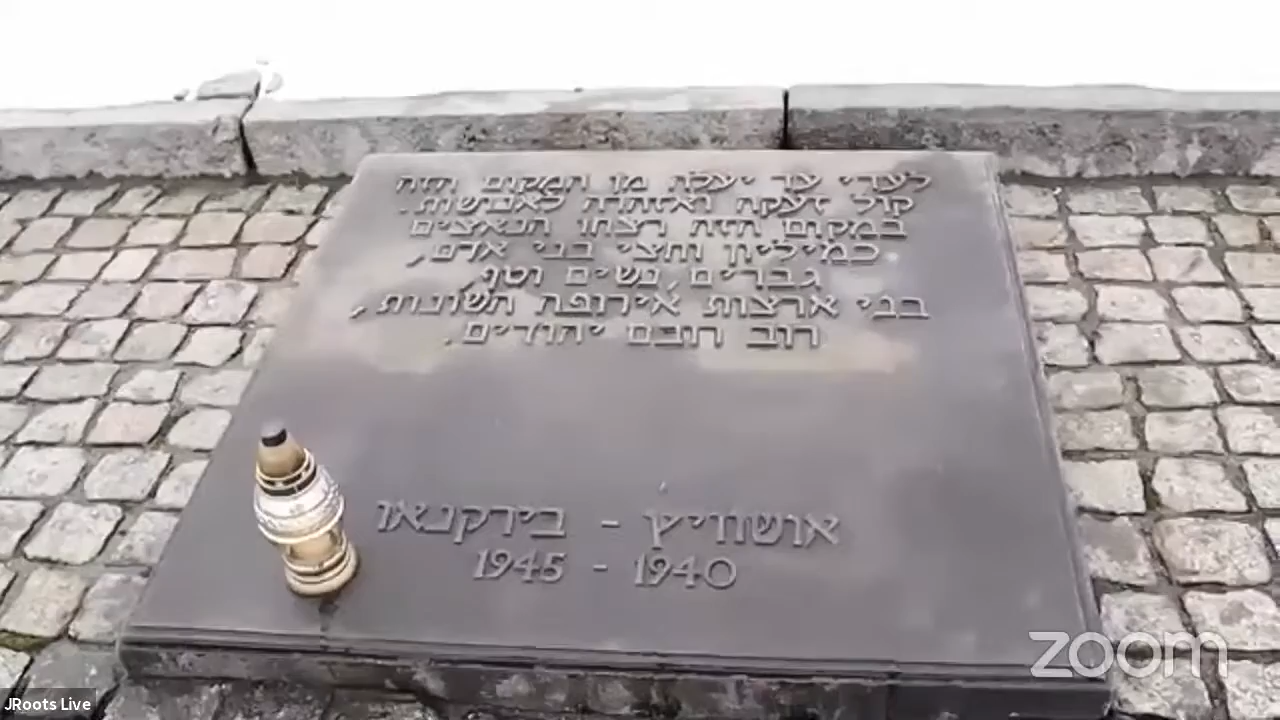 לעדי עד יעלה מן המקום הזה
קול זעקה ואזהרה לאנושות.
במקום הזה רצחו הנאצים
כמיליון וחצי בני אדם,
גברים, נשים וטף,
בני ארצות אירופה השונות,
רוב רובם יהודים.
אושוויץ - בירקנאו
1945 - 1940
zoom
JRoots Live